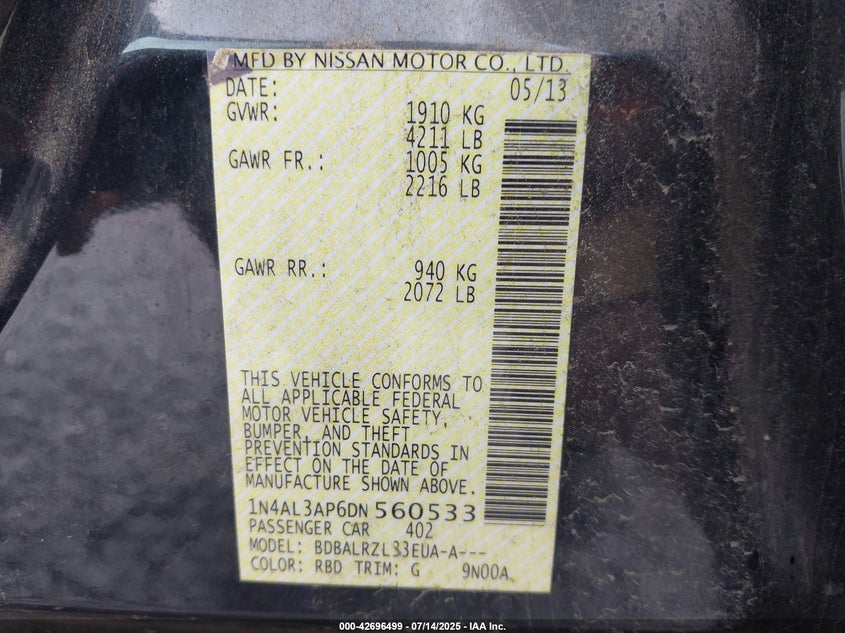 MFD BY NISSAN MOTOR CO., LTD.
DATE: 05/13
GVWR: 1910 KG
4211 LB
GAWR FR.: 1005 KG
2216 LB
GAWR RR.: 940 KG
2072 LB
THIS VEHICLE CONFORMS TO
ALL APPLICABLE FEDERAL
MOTOR VEHICLE SAFETY,
BUMPER, AND THEFT
PREVENTION STANDARDS IN
EFFECT ON THE DATE OF
MANUFACTURE SHOWN ABOVE.
1N4AL3AP6DN 560533
PASSENGER CAR 402
MODEL: BDBALRZL33EUA-A---
COLOR: RBD TRIM: G 9N00A
000-42696499 - 07/14/2025 - IAA Inc.